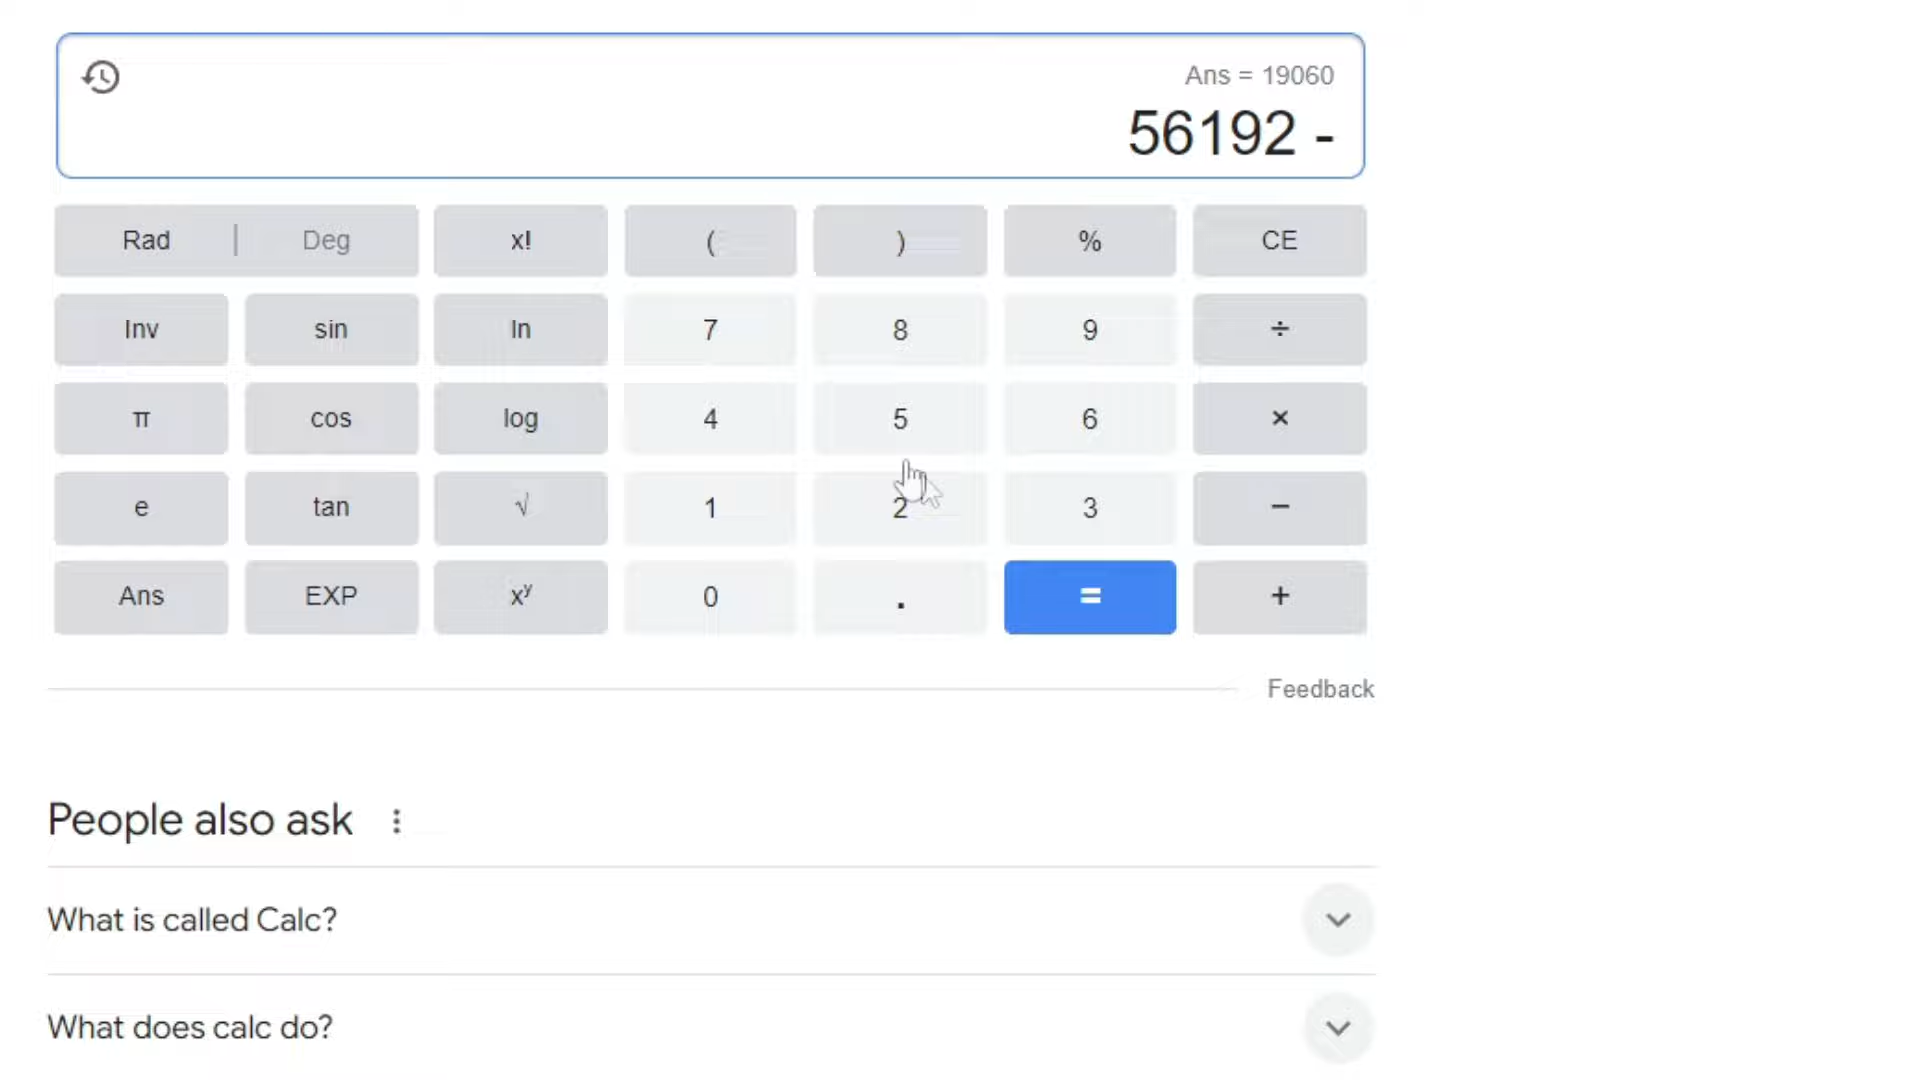 Ans = 19060
56192 -
Rad | Deg x! ( ) % CE
Inv sin ln 7 8 9 ÷
π cos log 4 5 6 ×
e tan √ 1 2 3 −
Ans EXP xʸ 0 . = +
Feedback
People also ask
What is called Calc?
What does calc do?